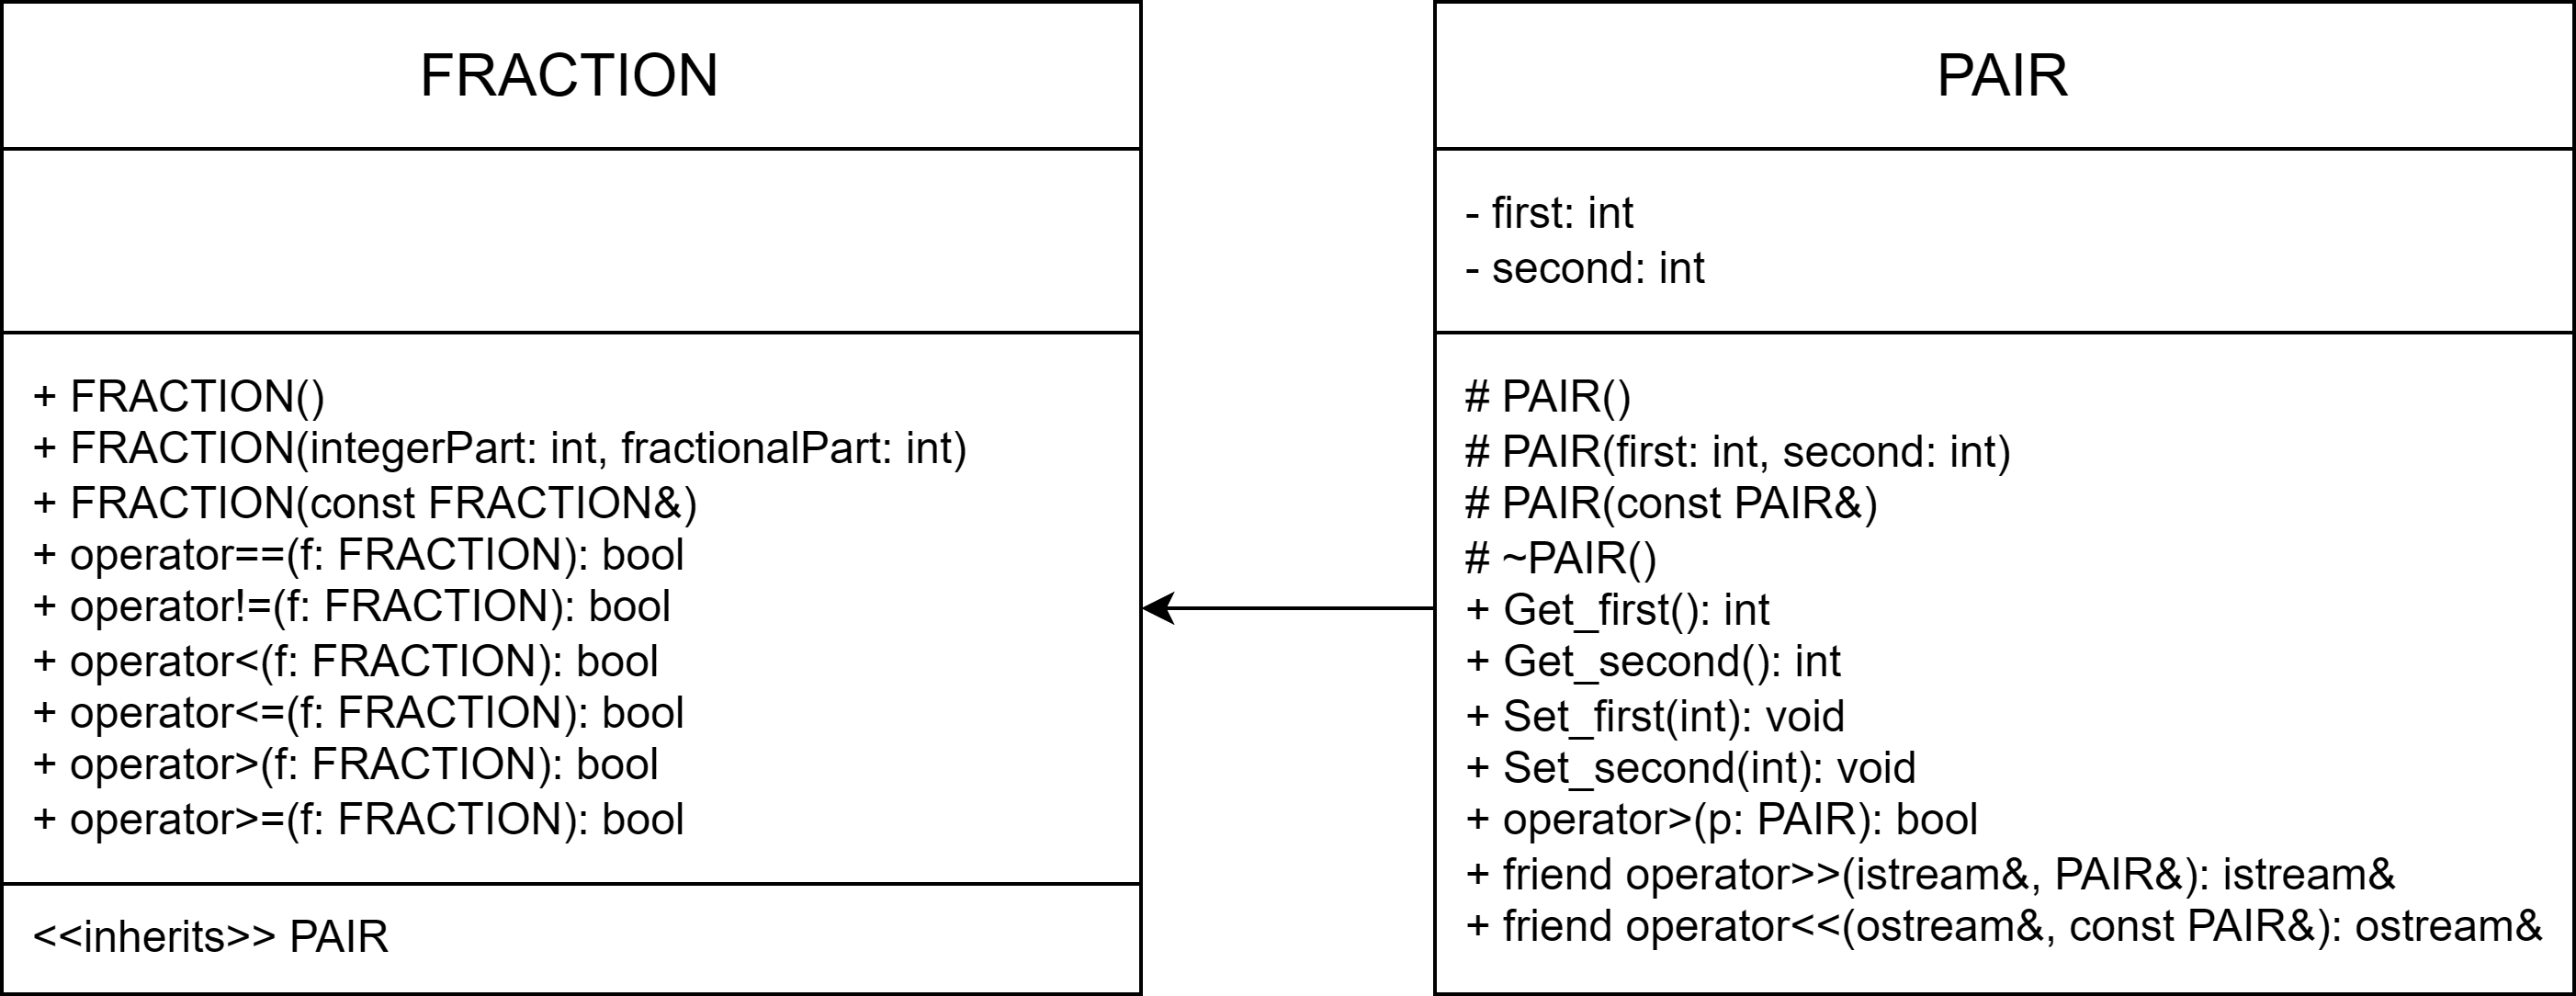 FRACTION
+ FRACTION()
+ FRACTION(integerPart: int, fractionalPart: int)
+ FRACTION(const FRACTION&)
+ operator==(f: FRACTION): bool
+ operator!=(f: FRACTION): bool
+ operator<(f: FRACTION): bool
+ operator<=(f: FRACTION): bool
+ operator>(f: FRACTION): bool
+ operator>=(f: FRACTION): bool
<<inherits>> PAIR
PAIR
- first: int
- second: int
# PAIR()
# PAIR(first: int, second: int)
# PAIR(const PAIR&)
# ~PAIR()
+ Get_first(): int
+ Get_second(): int
+ Set_first(int): void
+ Set_second(int): void
+ operator>(p: PAIR): bool
+ friend operator>>(istream&, PAIR&): istream&
+ friend operator<<(ostream&, const PAIR&): ostream&